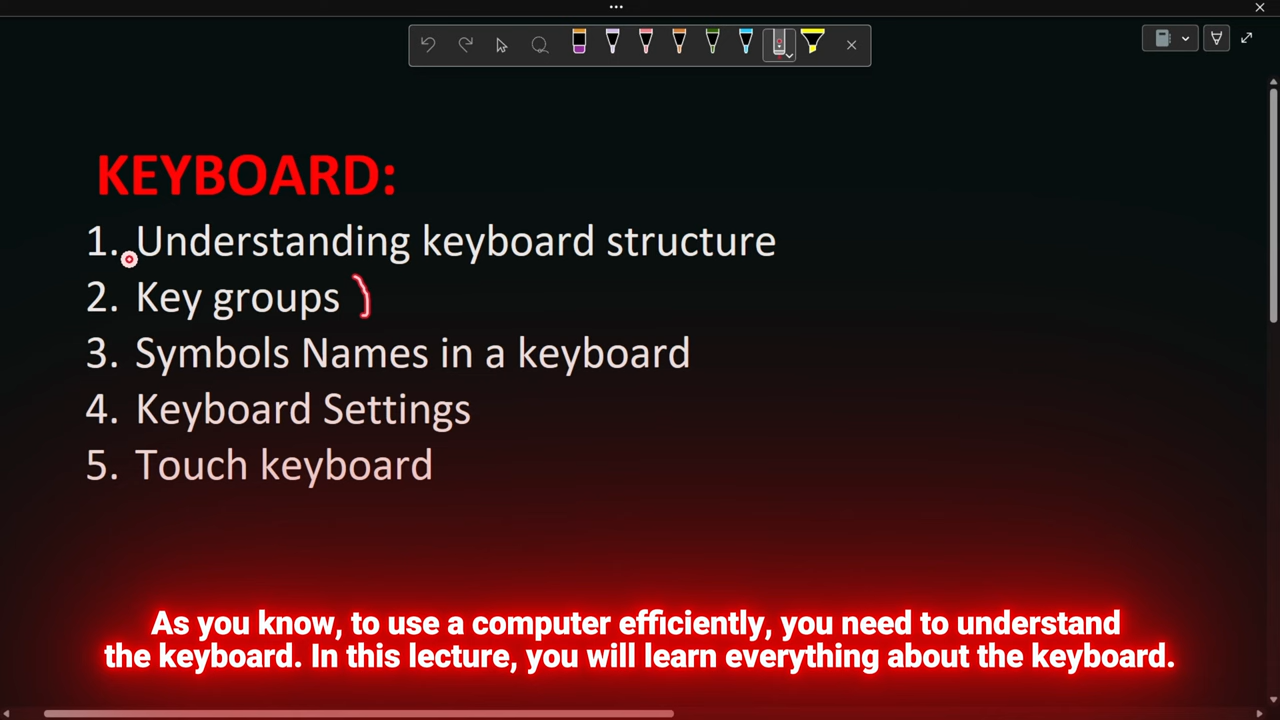 KEYBOARD:
1. Understanding keyboard structure
2. Key groups
3. Symbols Names in a keyboard
4. Keyboard Settings
5. Touch keyboard
As you know, to use a computer efficiently, you need to understand
the keyboard. In this lecture, you will learn everything about the keyboard.